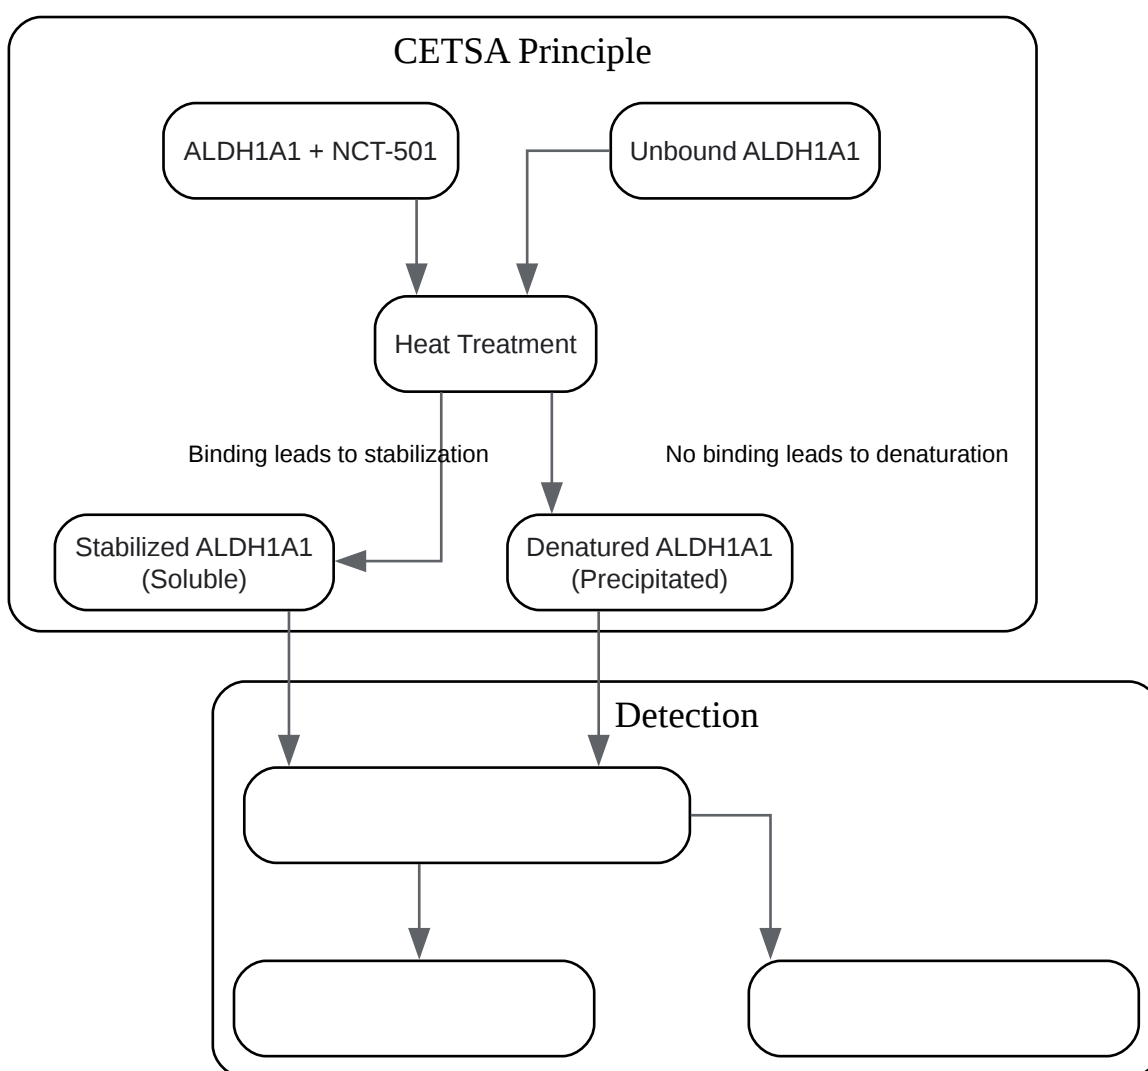 CETSA Principle
ALDH1A1 + NCT-501
Unbound ALDH1A1
Heat Treatment
Binding leads to stabilization
No binding leads to denaturation
Stabilized ALDH1A1
(Soluble)
Denatured ALDH1A1
(Precipitated)
Detection